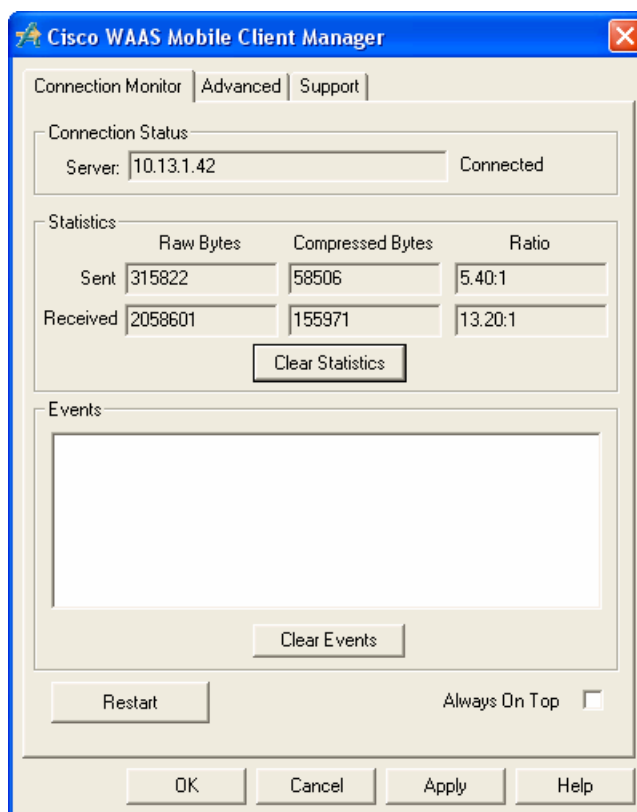 Cisco WAAS Mobile Client Manager
Connection Monitor Advanced Support
Connection Status
Server: 10.13.1.42 Connected
Statistics
Raw Bytes Compressed Bytes Ratio
Sent 315822 58506 5.40:1
Received 2058601 155971 13.20:1
Clear Statistics
Events
Clear Events
Restart Always On Top
OK Cancel Apply Help